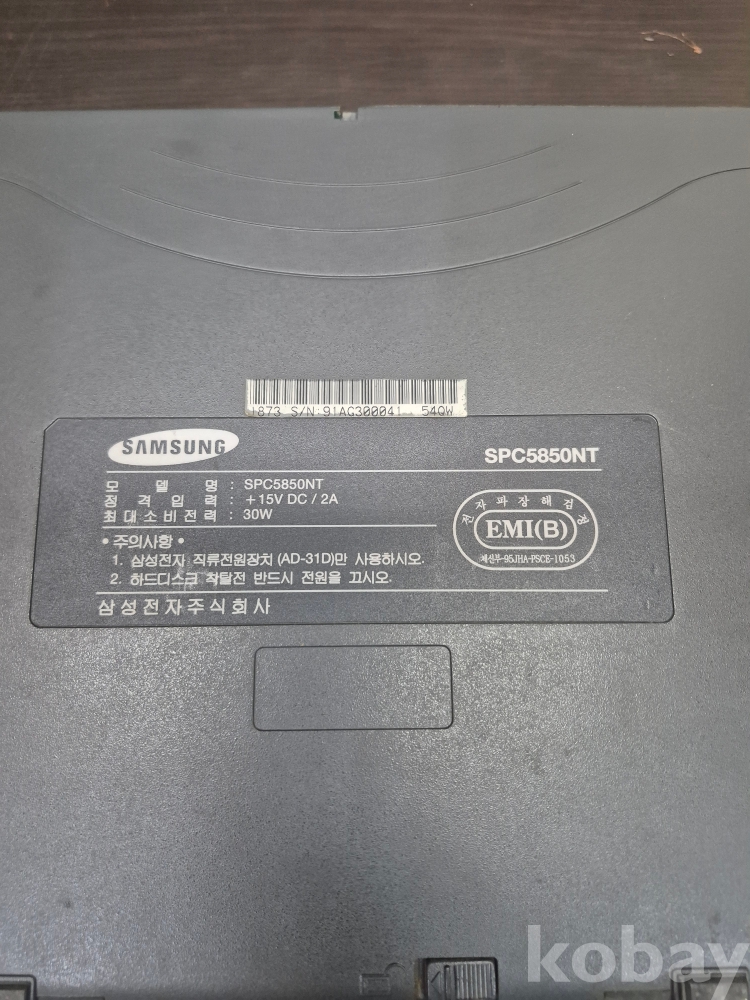 1873 S/N:91AG300041 540W
SAMSUNG
SPC5850NT
모 델 명 : SPC5850NT
정 격 입 력 : +15V DC / 2A
최 대 소 비 전 력 : 30W
전 자 파 장 해 검 정
EMI(B)
체신부-95JHA-PSCE-1053
• 주의사항 •
1. 삼성전자 직류전원장치 (AD-31D)만 사용하시오.
2. 하드디스크 착탈전 반드시 전원을 끄시오.
삼성전자주식회사
kobay